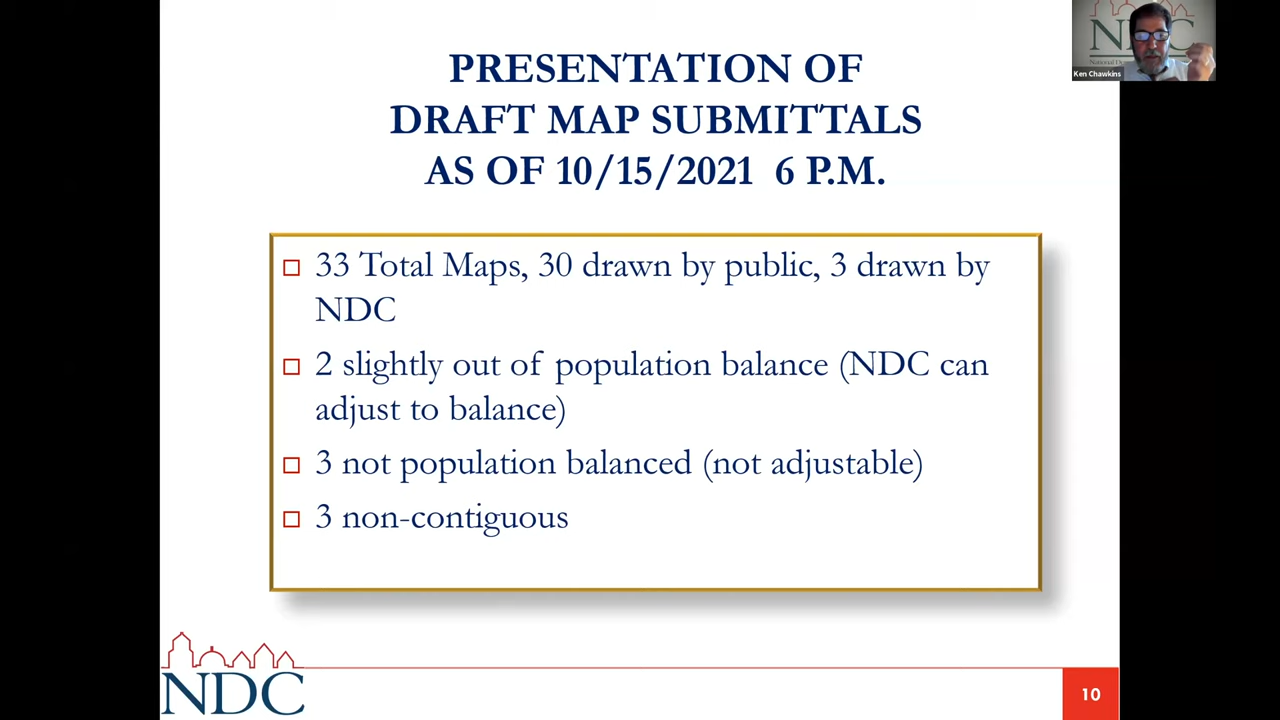 PRESENTATION OF
DRAFT MAP SUBMITTALS
AS OF 10/15/2021 6 P.M.
33 Total Maps, 30 drawn by public, 3 drawn by
NDC
2 slightly out of population balance (NDC can
adjust to balance)
3 not population balanced (not adjustable)
3 non-contiguous
NDC
10
Ken Chawkins